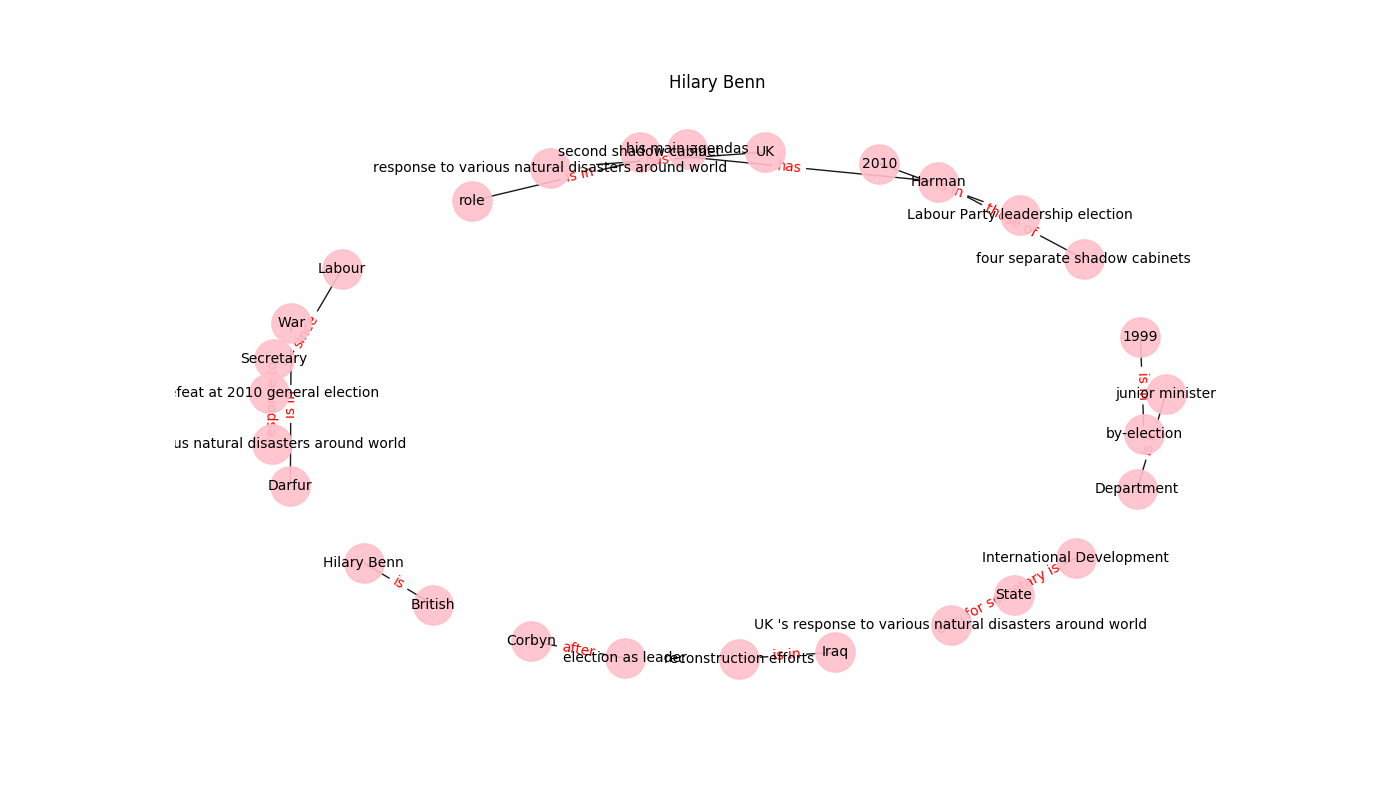 Hilary Benn
his main agendas
second shadow cabinet
UK
is
response to various natural disasters around world
is in
has
2010
Harman
role
Labour Party leadership election
four separate shadow cabinets
Labour
War
since
1999
Secretary
is in
junior minister
feat at 2010 general election
is in
by-election
us natural disasters around world
is
Darfur
Department
Hilary Benn
International Development
is
British
State
UK 's response to various natural disasters around world
Corbyn
after
election as leader
reconstruction efforts
is in
Iraq